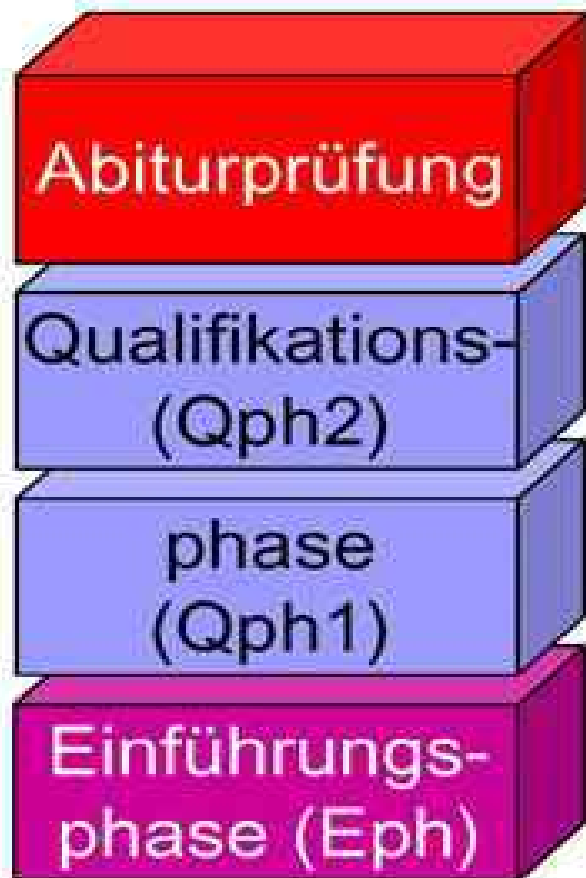 Abiturprüfung
Qualifikations-
(Qph2)
phase
(Qph1)
Einführungs-
phase (Eph)